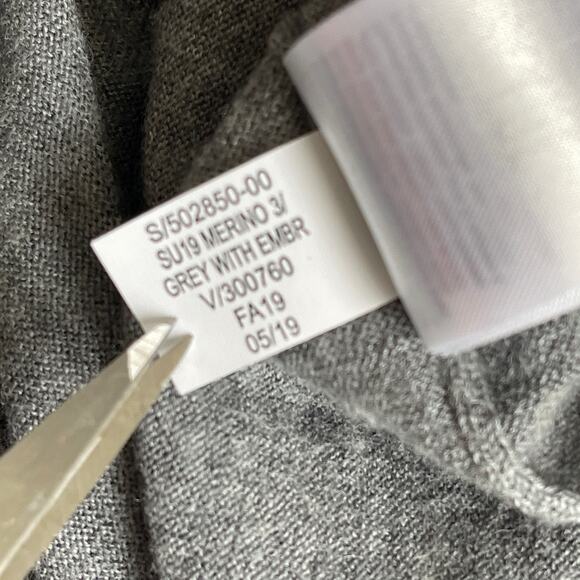 S/502850-00
SU19 MERINO 3/
GREY WITH EMBR
V/300760
FA19
05/19